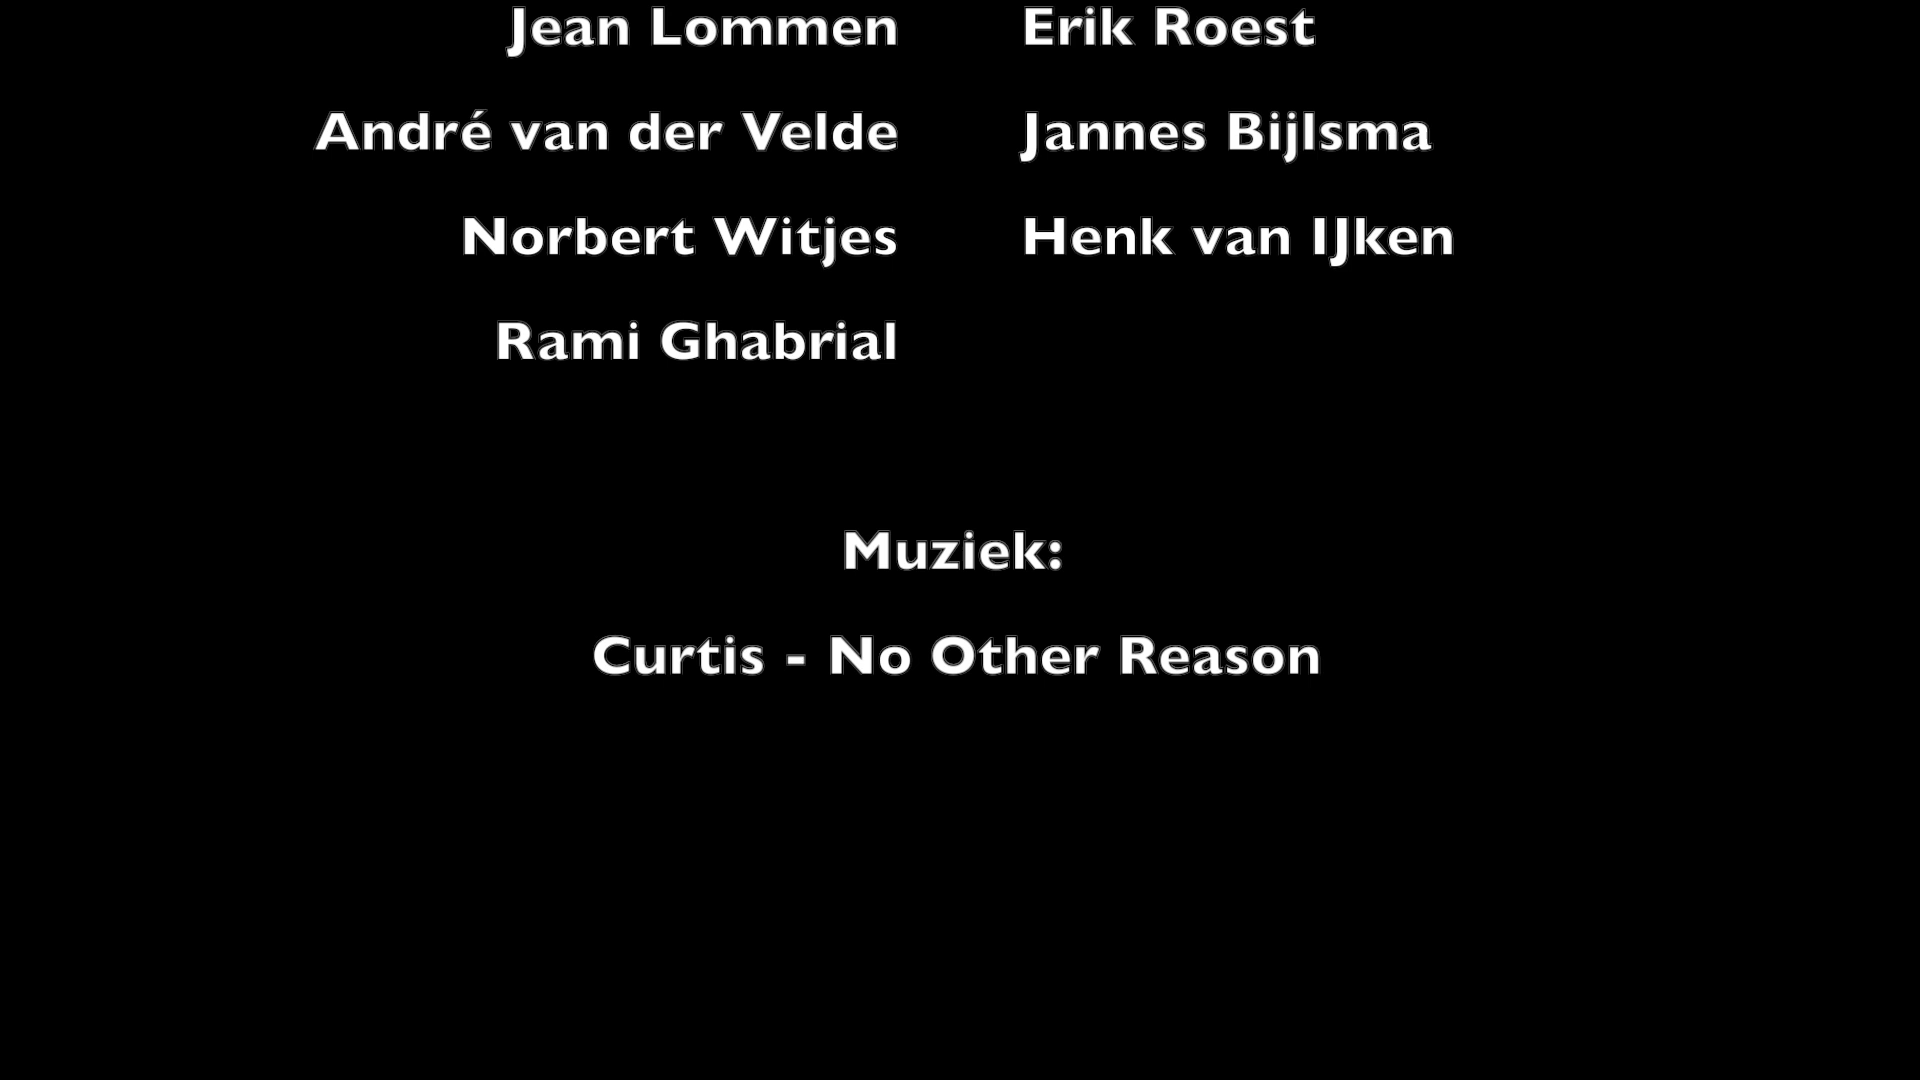 Jean Lommen Erik Roest
André van der Velde Jannes Bijlsma
Norbert Witjes Henk van IJken
Rami Ghabrial
Muziek:
Curtis - No Other Reason